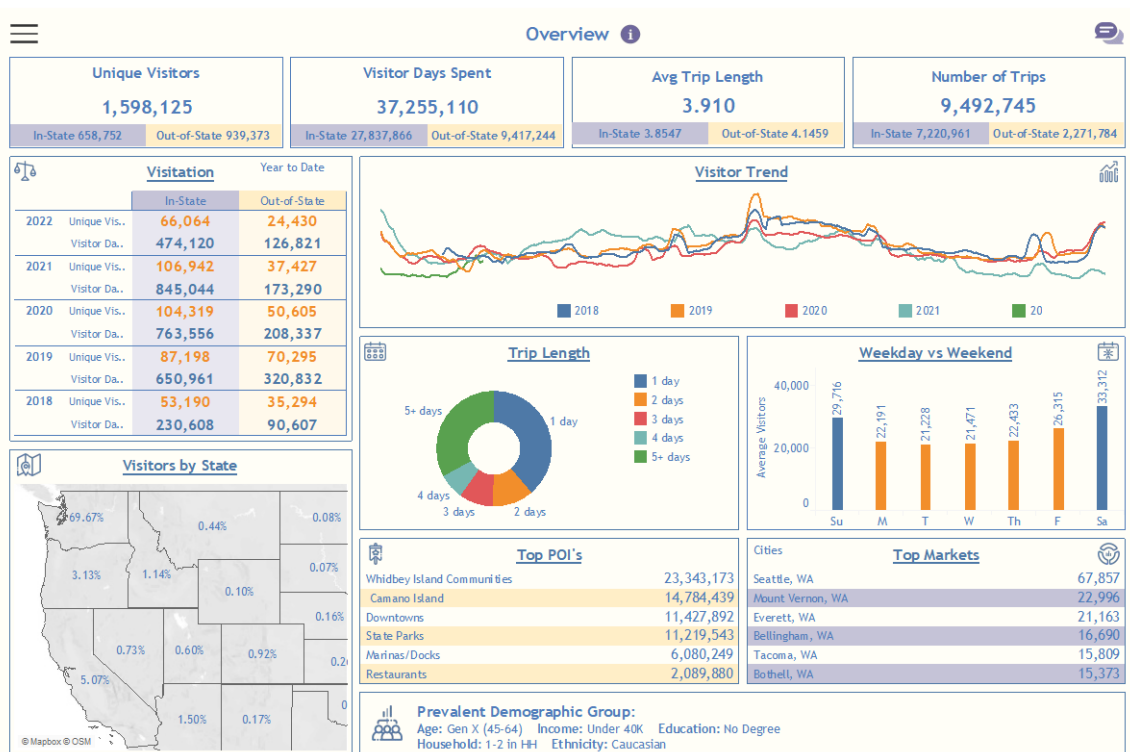 Overview i
Unique Visitors
1,598,125
In-State 658,752 Out-of-State 939,373
Visitor Days Spent
37,255,110
In-State 27,837,866 Out-of-State 9,417,244
Avg Trip Length
3.910
In-State 3.8547 Out-of-State 4.1459
Number of Trips
9,492,745
In-State 7,220,961 Out-of-State 2,271,784
Visitation Year to Date
In-State Out-of-State
2022 Unique Vis.. 66,064 24,430
Visitor Da.. 474,120 126,821
2021 Unique Vis.. 106,942 37,427
Visitor Da.. 845,044 173,290
2020 Unique Vis.. 104,319 50,605
Visitor Da.. 763,556 208,337
2019 Unique Vis.. 87,198 70,295
Visitor Da.. 650,961 320,832
2018 Unique Vis.. 53,190 35,294
Visitor Da.. 230,608 90,607
Visitor Trend
2018 2019 2020 2021 20
Trip Length
1 day
2 days
3 days
4 days
5+ days
5+ days
1 day
4 days
3 days
2 days
Weekday vs Weekend
Average Visitors
40,000
20,000
0
29,716 22,191 21,228 21,471 22,433 26,315 33,312
Su M T W Th F Sa
Visitors by State
69.67% 0.44% 0.08%
3.13% 1.14% 0.07%
0.10%
0.16%
0.73% 0.60% 0.92% 0.2
5.07%
1.50% 0.17% 0
© Mapbox © OSM
Top POI's
Whidbey Island Communities 23,343,173
Camano Island 14,784,439
Downtowns 11,427,892
State Parks 11,219,543
Marinas/Docks 6,080,249
Restaurants 2,089,880
Cities Top Markets
Seattle, WA 67,857
Mount Vernon, WA 22,996
Everett, WA 21,163
Bellingham, WA 16,690
Tacoma, WA 15,809
Bothell, WA 15,373
Prevalent Demographic Group:
Age: Gen X (45-64) Income: Under 40K Education: No Degree
Household: 1-2 in HH Ethnicity: Caucasian